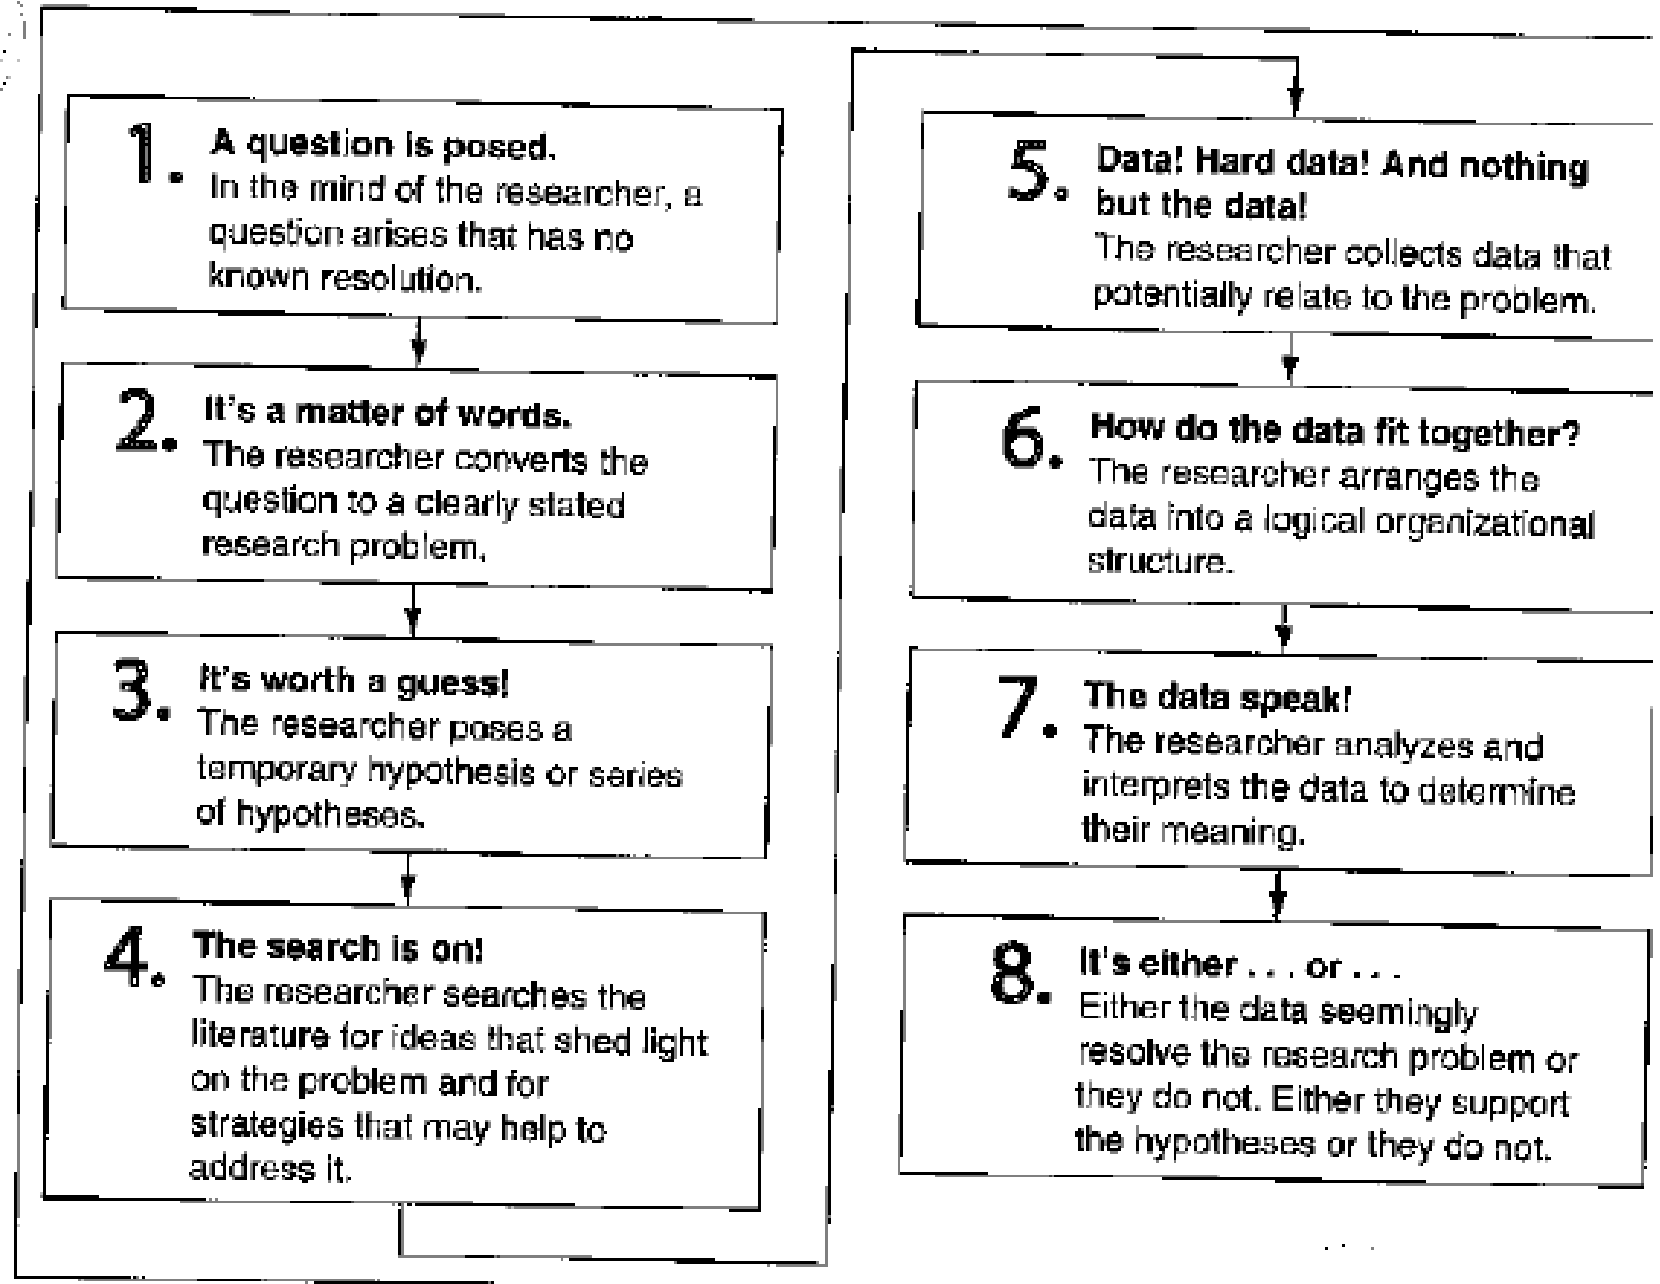 1. A question is posed.
In the mind of the researcher, a
question arises that has no
known resolution.
2. It's a matter of words.
The researcher converts the
question to a clearly stated
research problem.
3. It's worth a guess!
The researcher poses a
temporary hypothesis or series
of hypotheses.
4. The search is on!
The researcher searches the
literature for ideas that shed light
on the problem and for
strategies that may help to
address it.
5. Data! Hard data! And nothing
but the data!
The researcher collects data that
potentially relate to the problem.
6. How do the data fit together?
The researcher arranges the
data into a logical organizational
structure.
7. The data speak!
The researcher analyzes and
interprets the data to determine
their meaning.
8. It's either . . . or . . .
Either the data seemingly
resolve the research problem or
they do not. Either they support
the hypotheses or they do not.